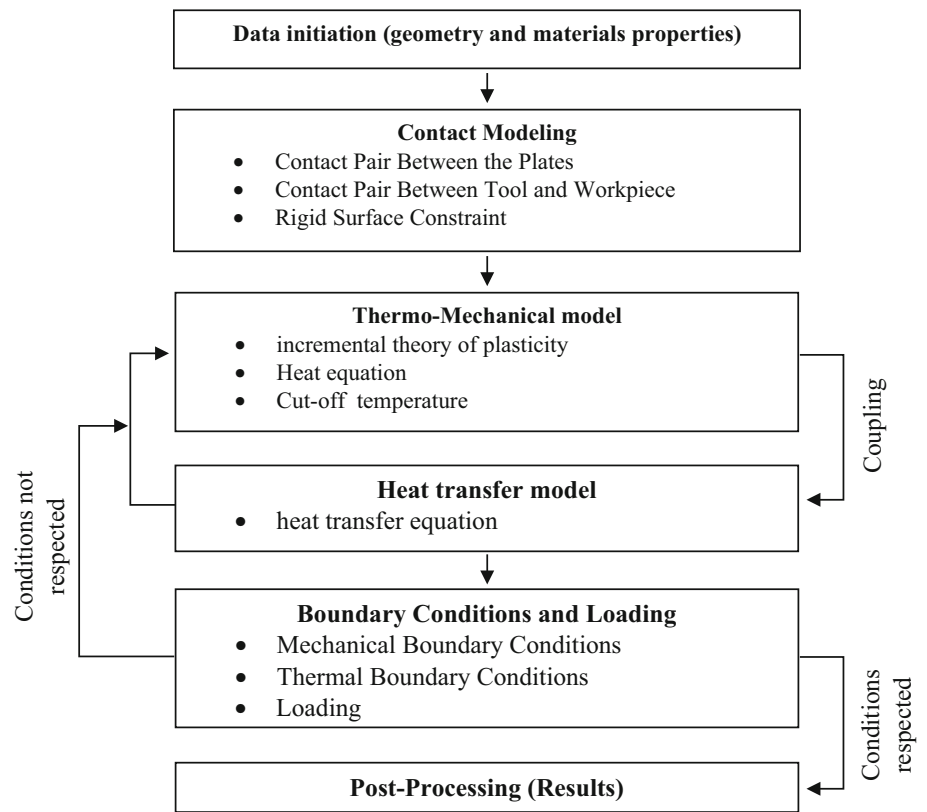 Data initiation (geometry and materials properties)
Contact Modeling
• Contact Pair Between the Plates
• Contact Pair Between Tool and Workpiece
• Rigid Surface Constraint
Thermo-Mechanical model
• incremental theory of plasticity
• Heat equation
• Cut-off temperature
Coupling
Heat transfer model
• heat transfer equation
Conditions not
respected
Boundary Conditions and Loading
• Mechanical Boundary Conditions
• Thermal Boundary Conditions
• Loading
Conditions
respected
Post-Processing (Results)